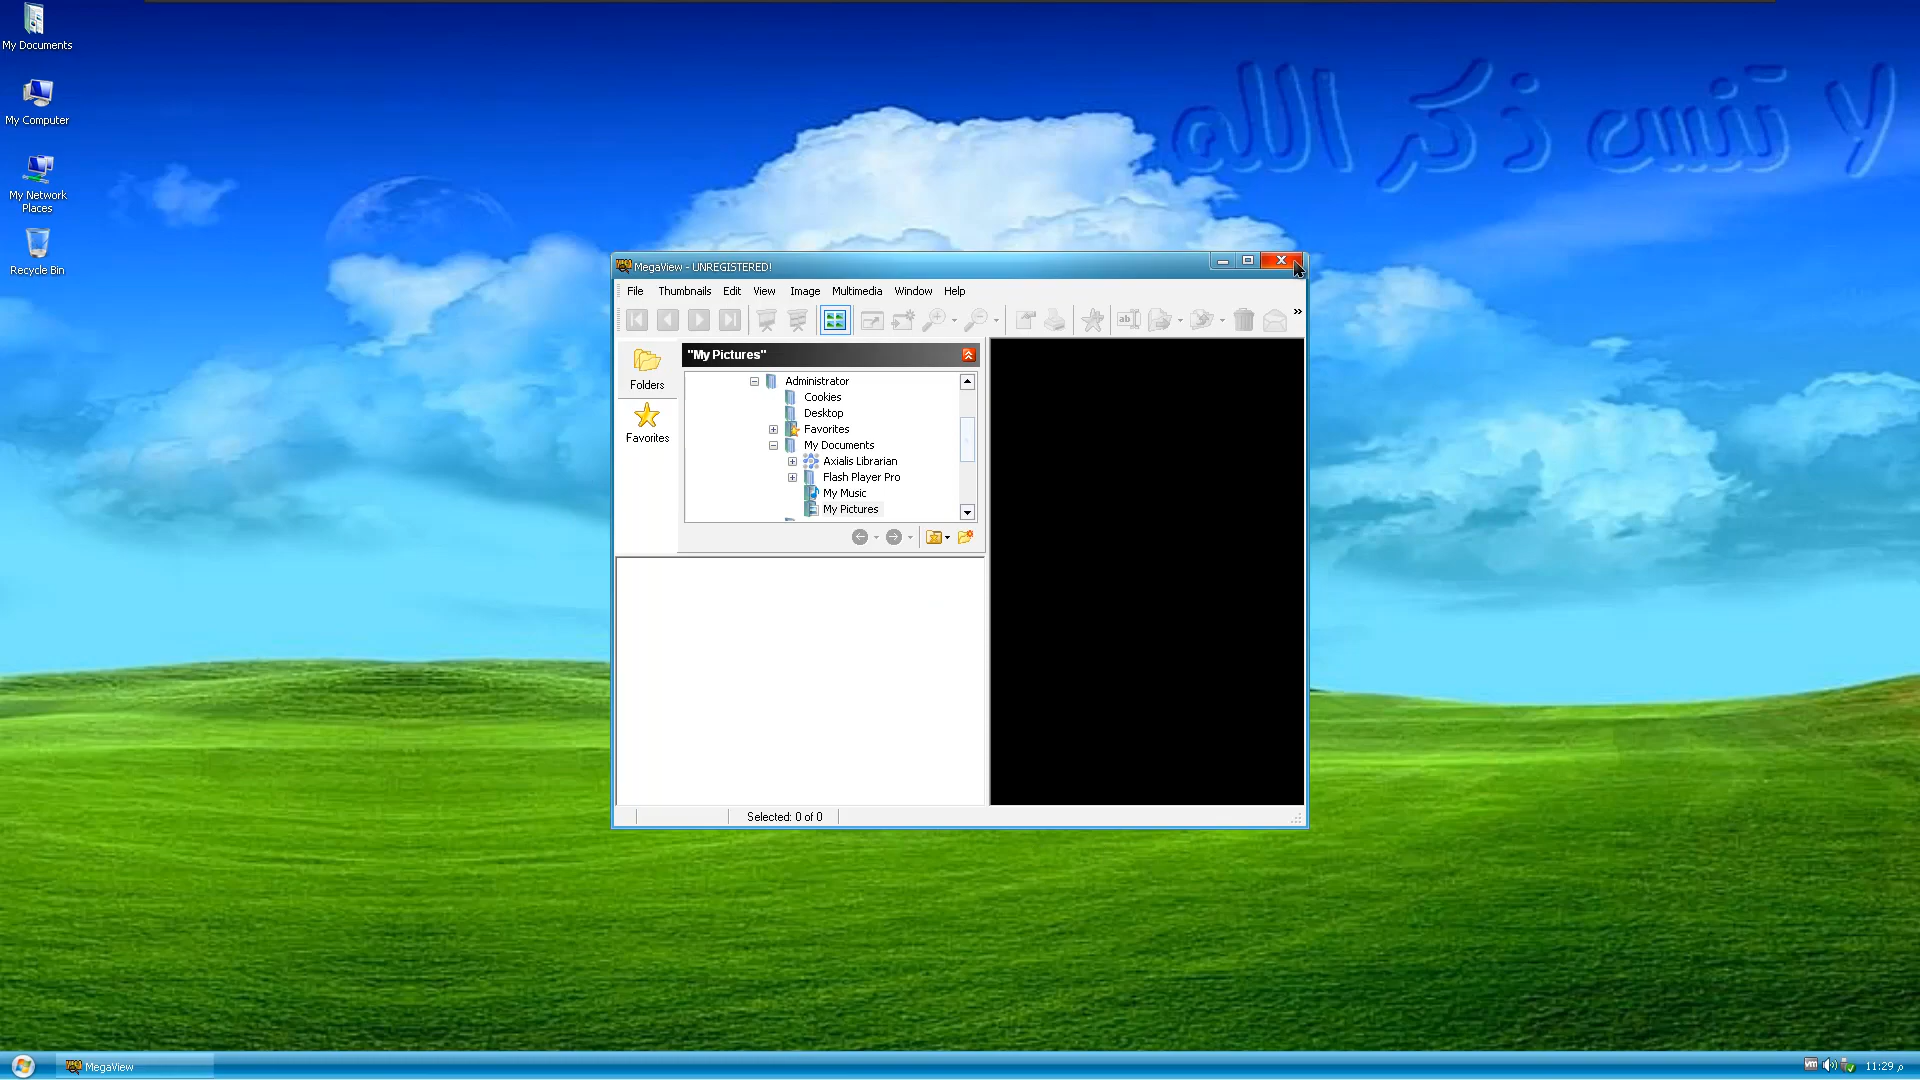 My Documents
My Computer
My Network
Places
Recycle Bin
لا تنس ذكر الله
MegaView - UNREGISTERED!
File Thumbnails Edit View Image Multimedia Window Help
Folders
Favorites
"My Pictures"
Administrator
Cookies
Desktop
Favorites
My Documents
Axialis Librarian
Flash Player Pro
My Music
My Pictures
Selected: 0 of 0
MegaView
11:29 م